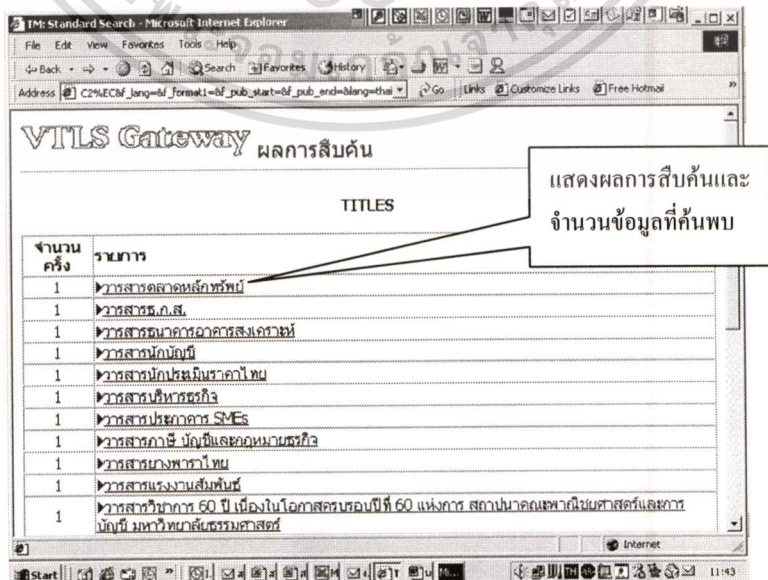 IM: Standard Search - Microsoft Internet Explorer
File Edit View Favorites Tools Help
Back Search Favorites History
Address C2%EC&f_lang=&f_format1=&f_pub_start=&f_pub_end=&lang=thai Go Links Customize Links Free Hotmail
VTLS Gateway ผลการสืบค้น
TITLES
แสดงผลการสืบค้นและ
จำนวนข้อมูลที่ค้นพบ
จำนวน
ครั้ง
รายการ
1 วารสารตลาดหลักทรัพย์
1 วารสารธ.ก.ส.
1 วารสารธนาคารอาคารสงเคราะห์
1 วารสารนักบัญชี
1 วารสารนักประเมินราคาไทย
1 วารสารบริหารธุรกิจ
1 วารสารประกาคาร SMEs
1 วารสารภาษี บัญชีและกฎหมายธุรกิจ
1 วารสารยางพาราไทย
1 วารสารแรงงานสัมพันธ์
1 วารสารวิชาการ 60 ปี เนื่องในโอกาสครบรอบปีที่ 60 แห่งการ สถาปนาคณะพาณิชยศาสตร์และการ
บัญชี มหาวิทยาลัยธรรมศาสตร์
Internet
Start 11:43